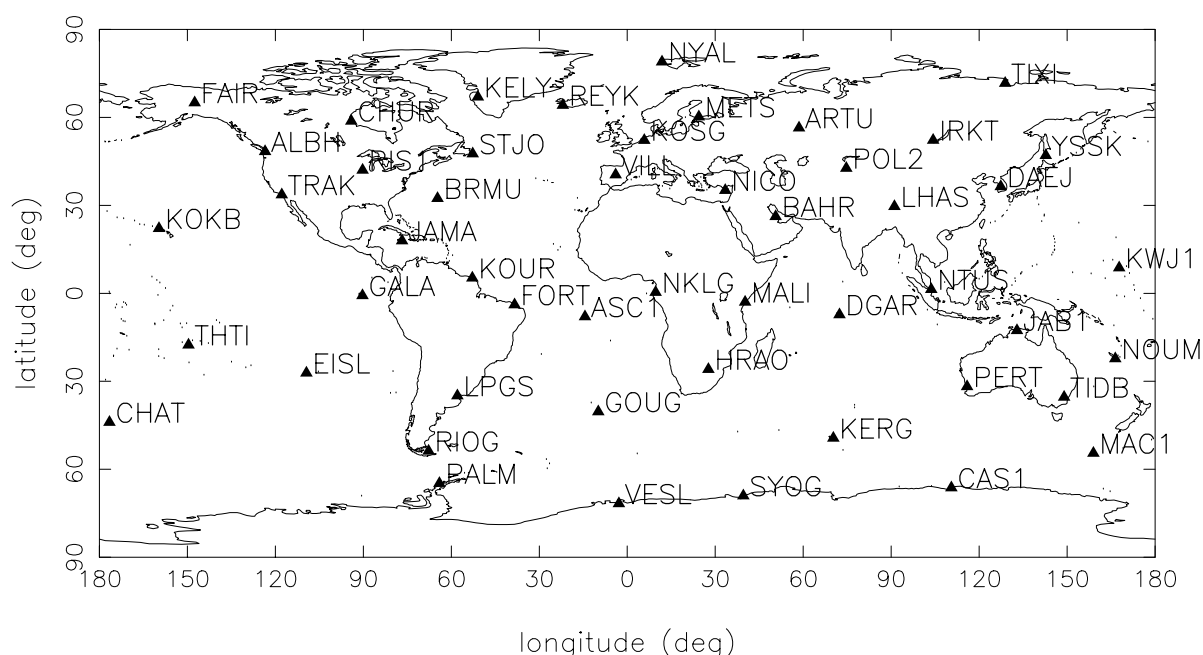 90
NYAL
TIXI
FAIR
KELY
REYK
CHUR
METS
ARTU
60
KOSG
IRKT
ALBH
STJO
YSSK
PIS1
VILL
POL2
NICO
DAEJ
TRAK
BRMU
LHAS
30
BAHR
KOKB
JAMA
KWJ1
KOUR
NTUS
GALA
NKLG
MALI
0
FORT
ASC1
DGAR
JAB1
THTI
NOUM
EISL
HRAO
PERT
30
LPGS
TIDB
GOUG
CHAT
KERG
RIOG
MAC1
60
PALM
CAS1
VESL
SYOG
90
latitude (deg)
180 150 120 90 60 30 0 30 60 90 120 150 180
longitude (deg)